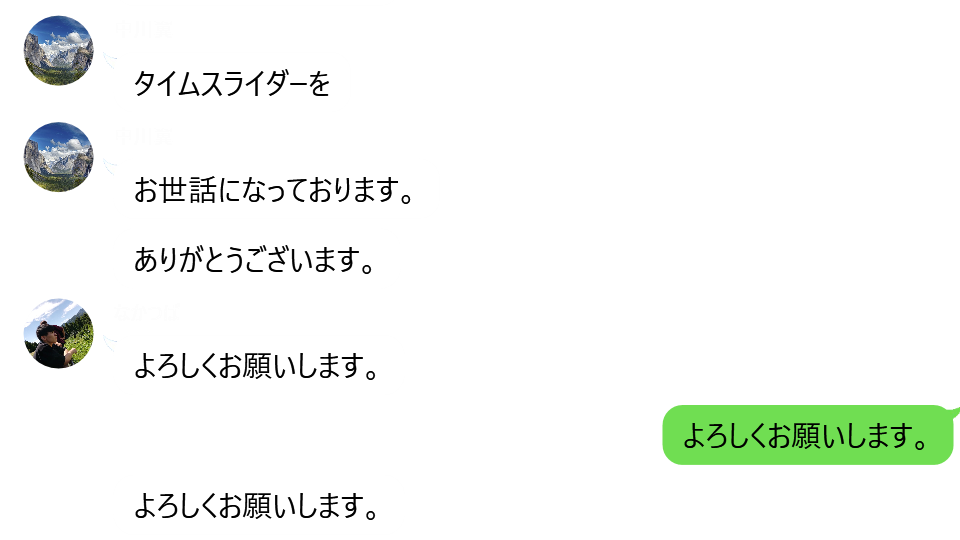 タイムスライダーを
お世話になっております。
ありがとうございます。
よろしくお願いします。
よろしくお願いします。
よろしくお願いします。